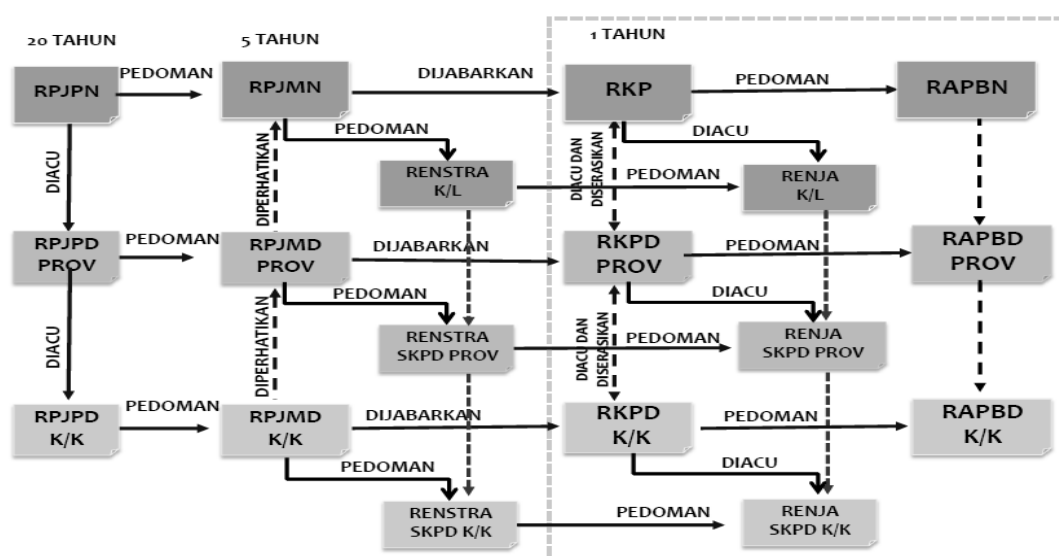 20 TAHUN
5 TAHUN
1 TAHUN
RPJPN
PEDOMAN
RPJMN
DIJABARKAN
RKP
PEDOMAN
RAPBN
DIACU
DIPERHATIKAN
PEDOMAN
RENSTRA
K/L
PEDOMAN
DIACU DAN
DISERASIKAN
DIACU
RENJA
K/L
RPJPD
PROV
PEDOMAN
RPJMD
PROV
DIJABARKAN
RKPD
PROV
PEDOMAN
RAPBD
PROV
DIACU
DIPERHATIKAN
PEDOMAN
RENSTRA
SKPD PROV
PEDOMAN
DIACU DAN
DISERASIKAN
DIACU
RENJA
SKPD PROV
RPJPD
K/K
PEDOMAN
RPJMD
K/K
DIJABARKAN
RKPD
K/K
PEDOMAN
RAPBD
K/K
PEDOMAN
RENSTRA
SKPD K/K
PEDOMAN
DIACU
RENJA
SKPD K/K